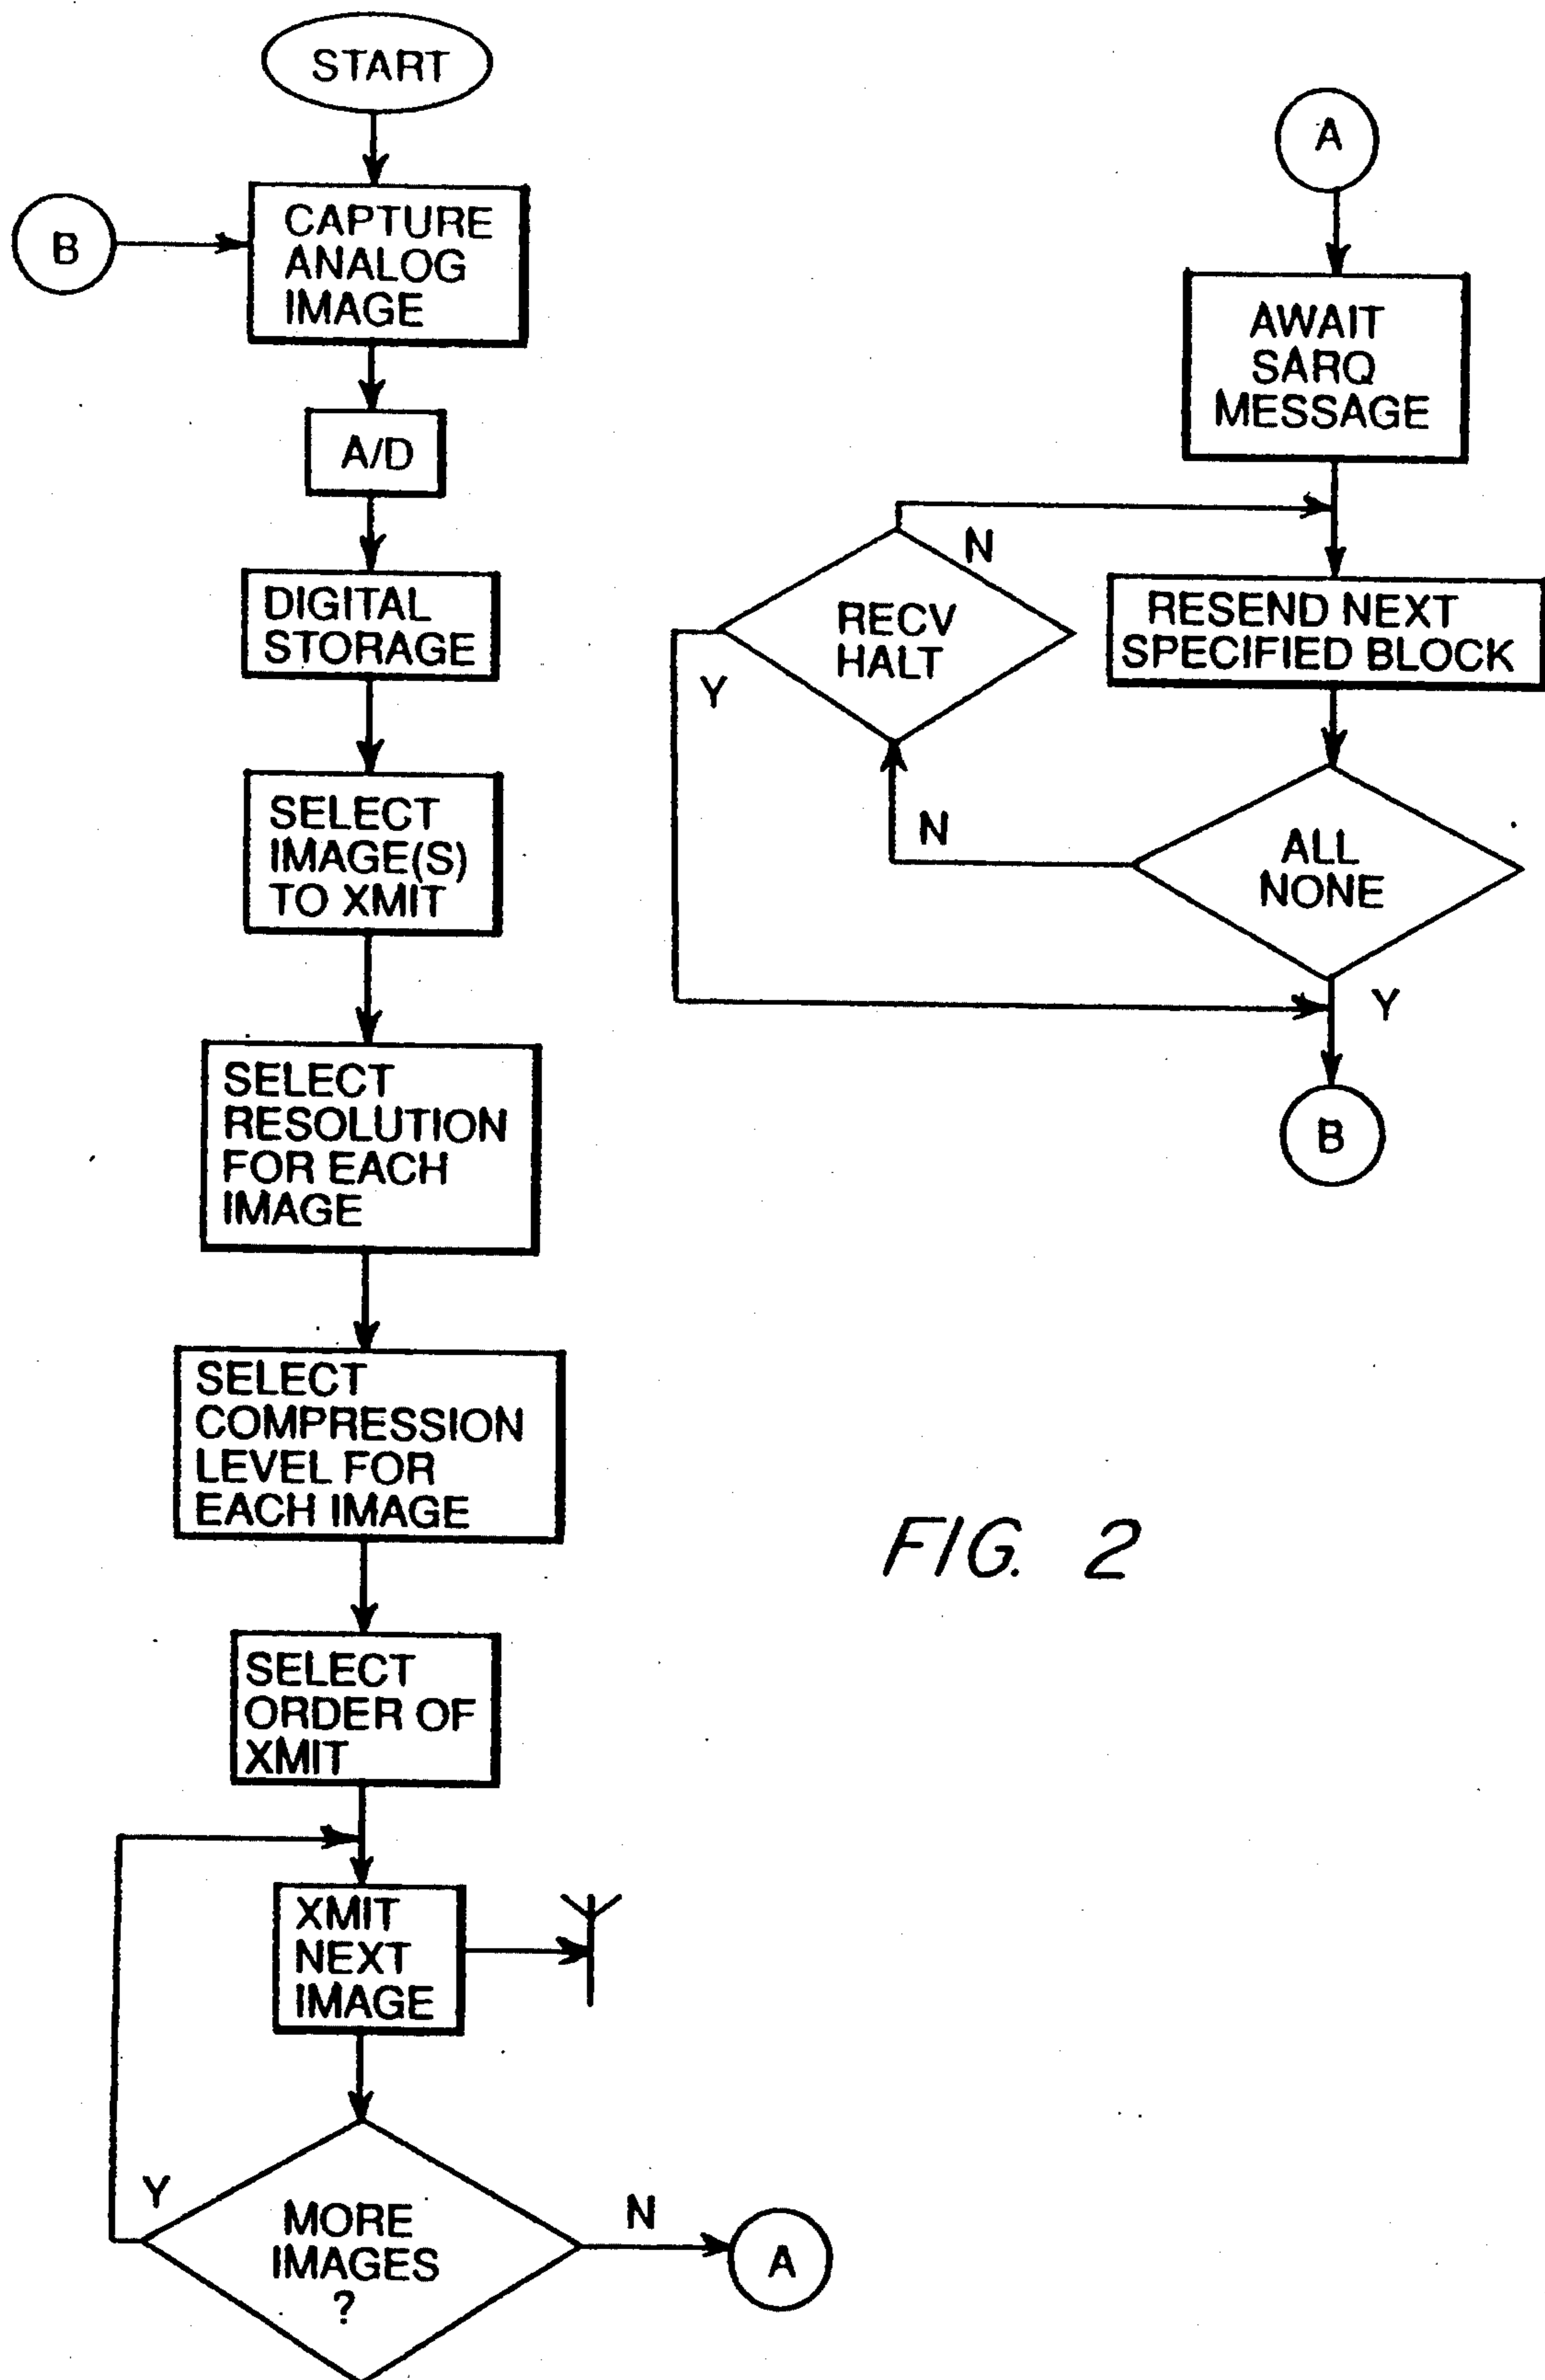 START
B
CAPTURE
ANALOG
IMAGE
A/D
DIGITAL
STORAGE
SELECT
IMAGE(S)
TO XMIT
SELECT
RESOLUTION
FOR EACH
IMAGE
SELECT
COMPRESSION
LEVEL FOR
EACH IMAGE
SELECT
ORDER OF
XMIT
XMIT
NEXT
IMAGE
Y
MORE
IMAGES
?
N
A
A
AWAIT
SARQ
MESSAGE
N
RECV
HALT
Y
RESEND NEXT
SPECIFIED BLOCK
N
ALL
NONE
Y
B
FIG. 2